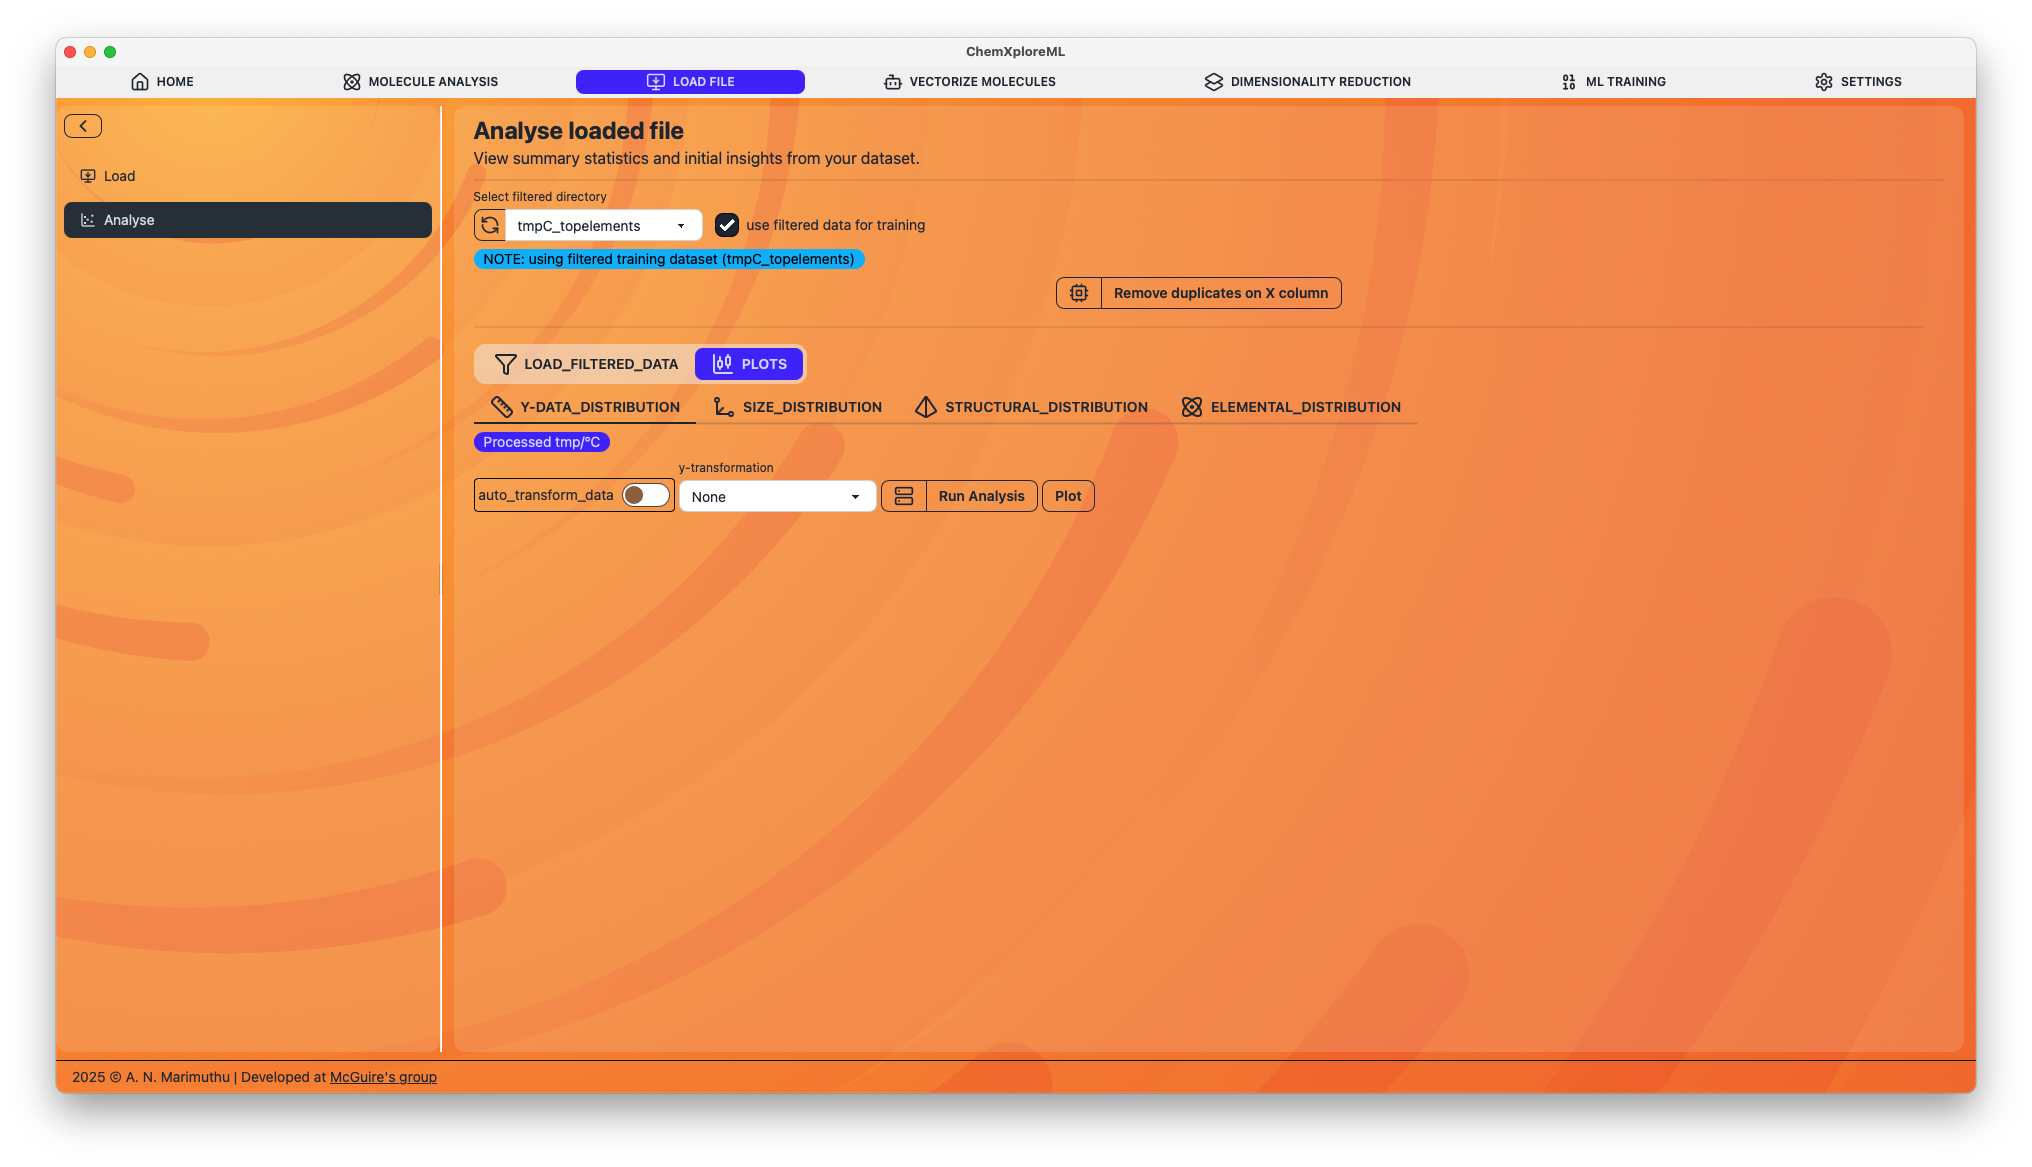 ChemXploreML
HOME MOLECULE ANALYSIS LOAD FILE VECTORIZE MOLECULES DIMENSIONALITY REDUCTION ML TRAINING SETTINGS
Load
Analyse
Analyse loaded file
View summary statistics and initial insights from your dataset.
Select filtered directory
tmpC_topelements use filtered data for training
NOTE: using filtered training dataset (tmpC_topelements)
Remove duplicates on X column
LOAD_FILTERED_DATA PLOTS
Y-DATA_DISTRIBUTION SIZE_DISTRIBUTION STRUCTURAL_DISTRIBUTION ELEMENTAL_DISTRIBUTION
Processed tmp/°C
y-transformation
auto_transform_data None Run Analysis Plot
2025 © A. N. Marimuthu | Developed at McGuire's group